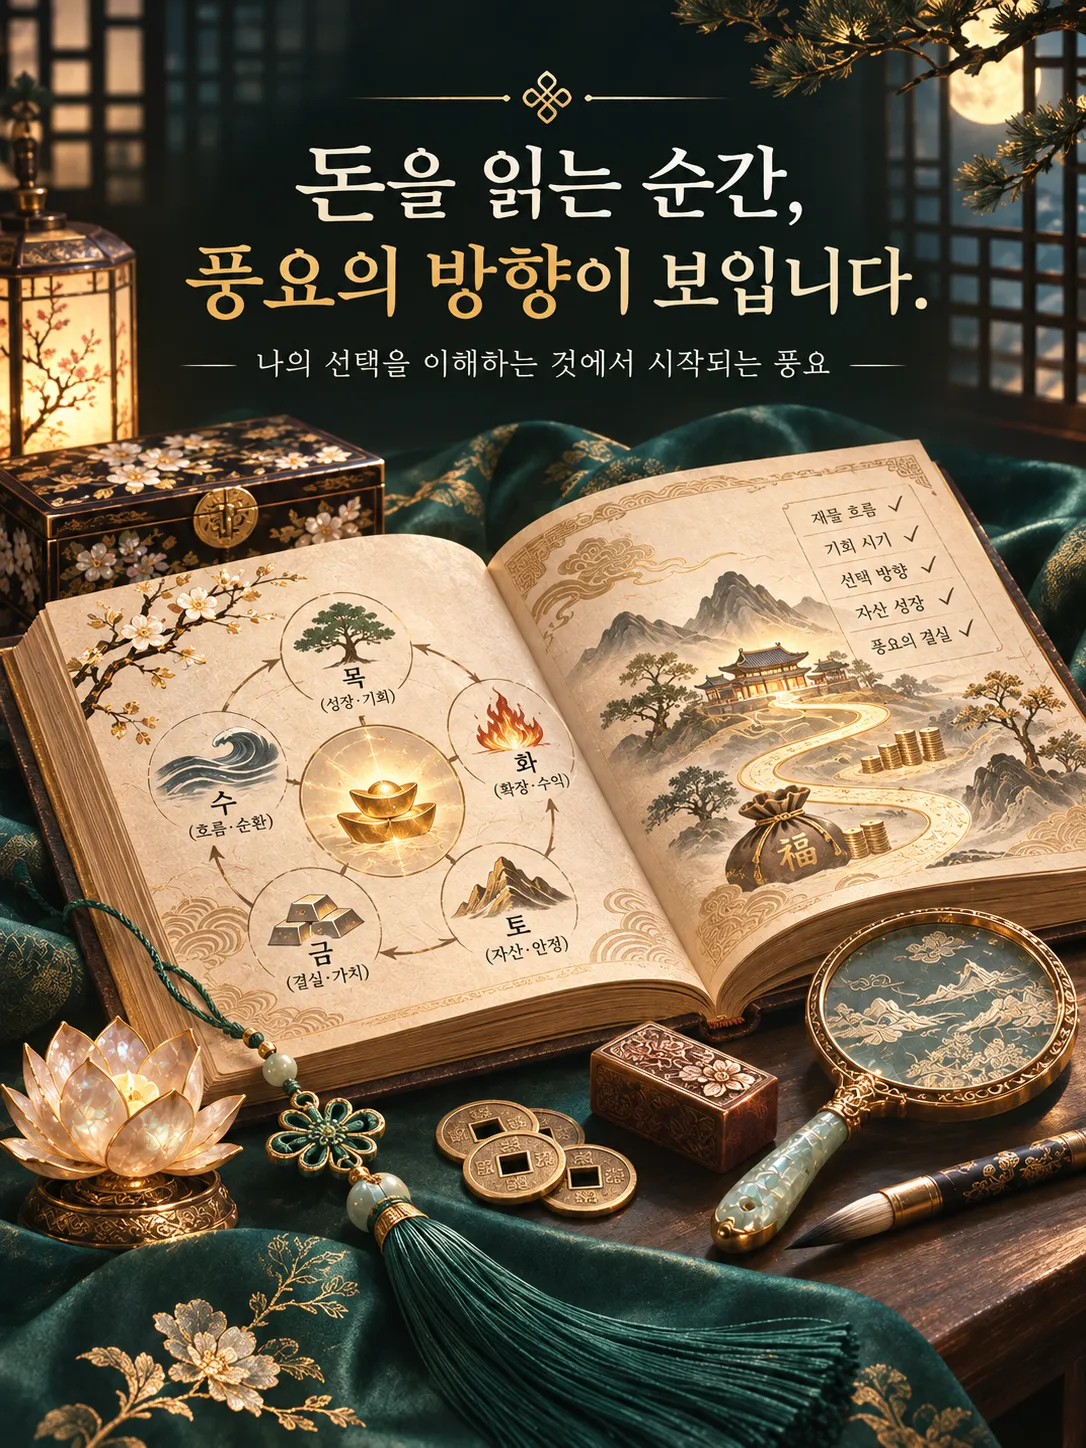 돈을 읽는 순간,
풍요의 방향이 보입니다.
나의 선택을 이해하는 것에서 시작되는 풍요
목
(성장·기회)
화
(확장·수익)
토
(자산·안정)
금
(결실·가치)
수
(흐름·순환)
재물 흐름 ✓
기회 시기 ✓
선택 방향 ✓
자산 성장 ✓
풍요의 결실 ✓
福